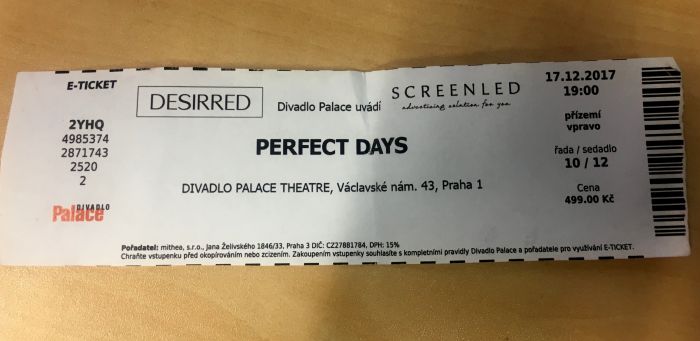 E-TICKET
2YHQ
4985374
2871743
2520
2
DIVADLO
Palace
DESIRRED
Divadlo Palace uvádí
SCREENLED
advertising solution for you
PERFECT DAYS
DIVADLO PALACE THEATRE, Václavské nám. 43, Praha 1
17.12.2017
19:00
přízemí
vpravo
řada / sedadlo
10 / 12
Cena
499.00 Kč
Pořadatel: mithea, s.r.o., Jana Želivského 1846/33, Praha 3 DIČ: CZ27881784, DPH: 15%
Chraňte vstupenku před okopírováním nebo zcizením. Zakoupením vstupenky souhlasíte s kompletními pravidly Divadlo Palace a pořadatele pro využívání E-TICKET.